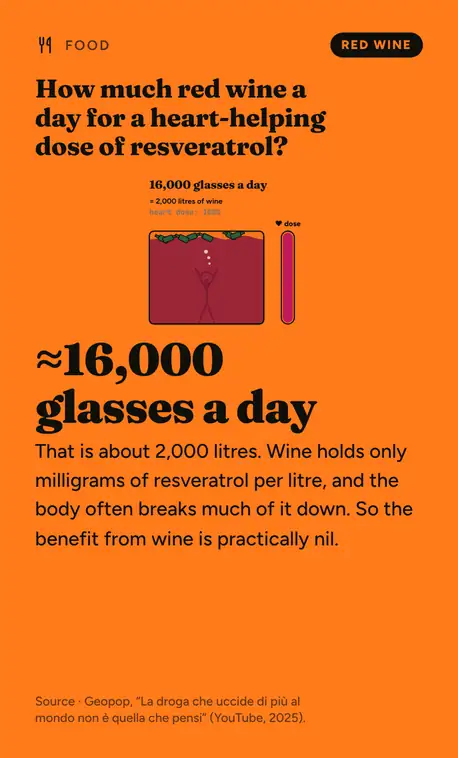 FOOD
RED WINE
How much red wine a
day for a heart-helping
dose of resveratrol?
16,000 glasses a day
≈ 2,000 litres of wine
heart dose: 100%
♥ dose
≈16,000
glasses a day
That is about 2,000 litres. Wine holds only
milligrams of resveratrol per litre, and the
body often breaks much of it down. So the
benefit from wine is practically nil.
Source · Geopop, “La droga che uccide di più al
mondo non è quella che pensi” (YouTube, 2025).